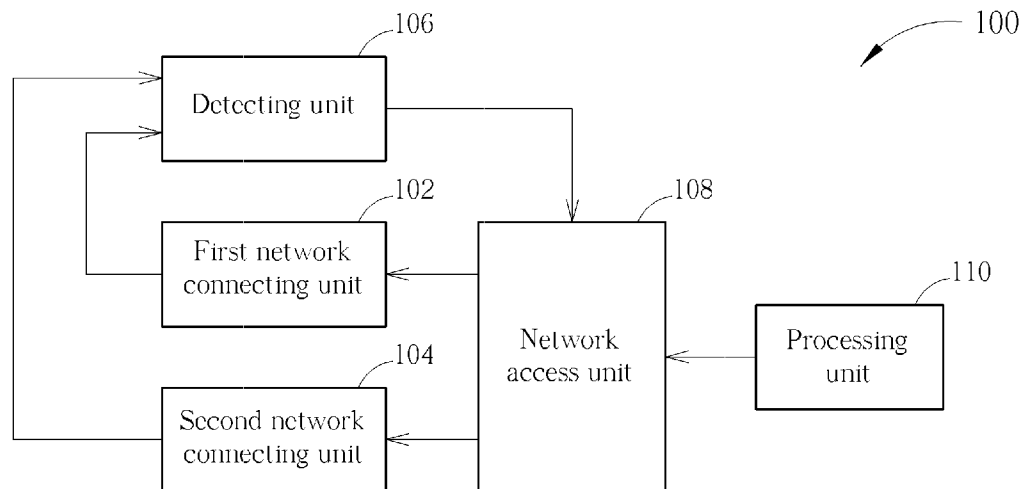 106
100
Detecting unit
102
108
First network
connecting unit
110
Network
access unit
Processing
unit
104
Second network
connecting unit